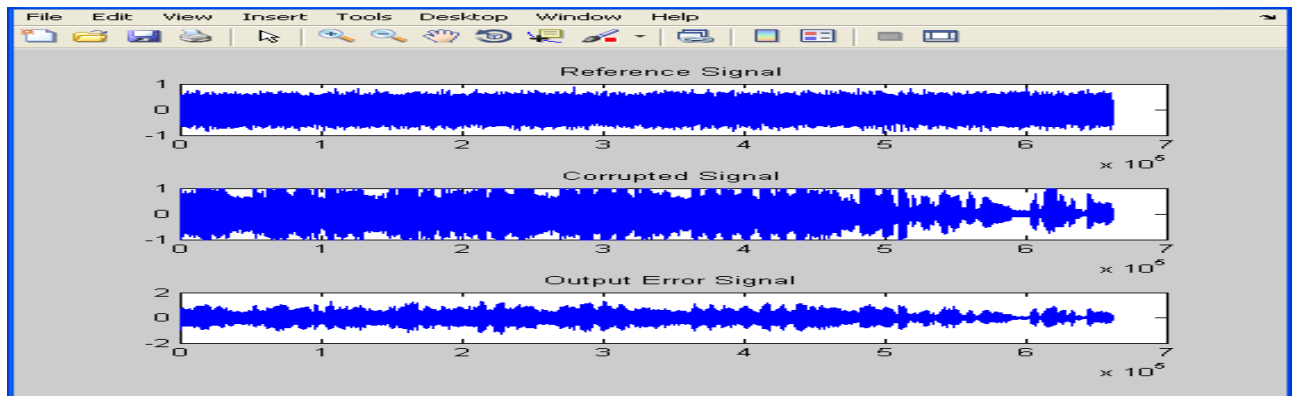 File Edit View Insert Tools Desktop Window Help
Reference Signal
1
0
-1
0 1 2 3 4 5 6 7
x 10^5
Corrupted Signal
1
0
-1
0 1 2 3 4 5 6 7
x 10^5
Output Error Signal
2
0
-2
0 1 2 3 4 5 6 7
x 10^5